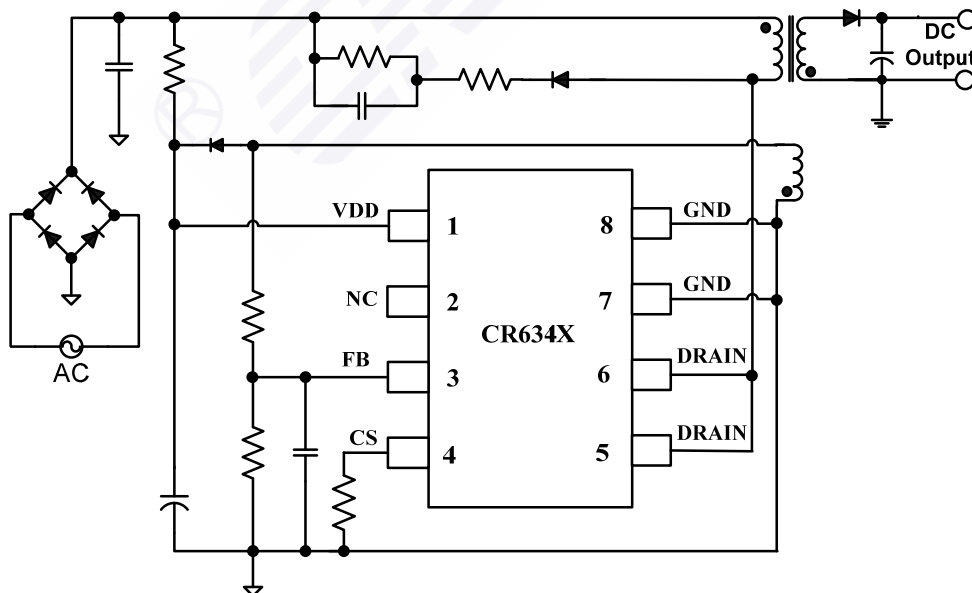 DC
Output
VDD
1
8
GND
NC
2
7
GND
CR634X
AC
FB
3
6
DRAIN
CS
4
5
DRAIN
®